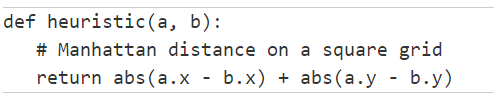 def heuristic(a, b):
   # Manhattan distance on a square grid
   return abs(a.x - b.x) + abs(a.y - b.y)